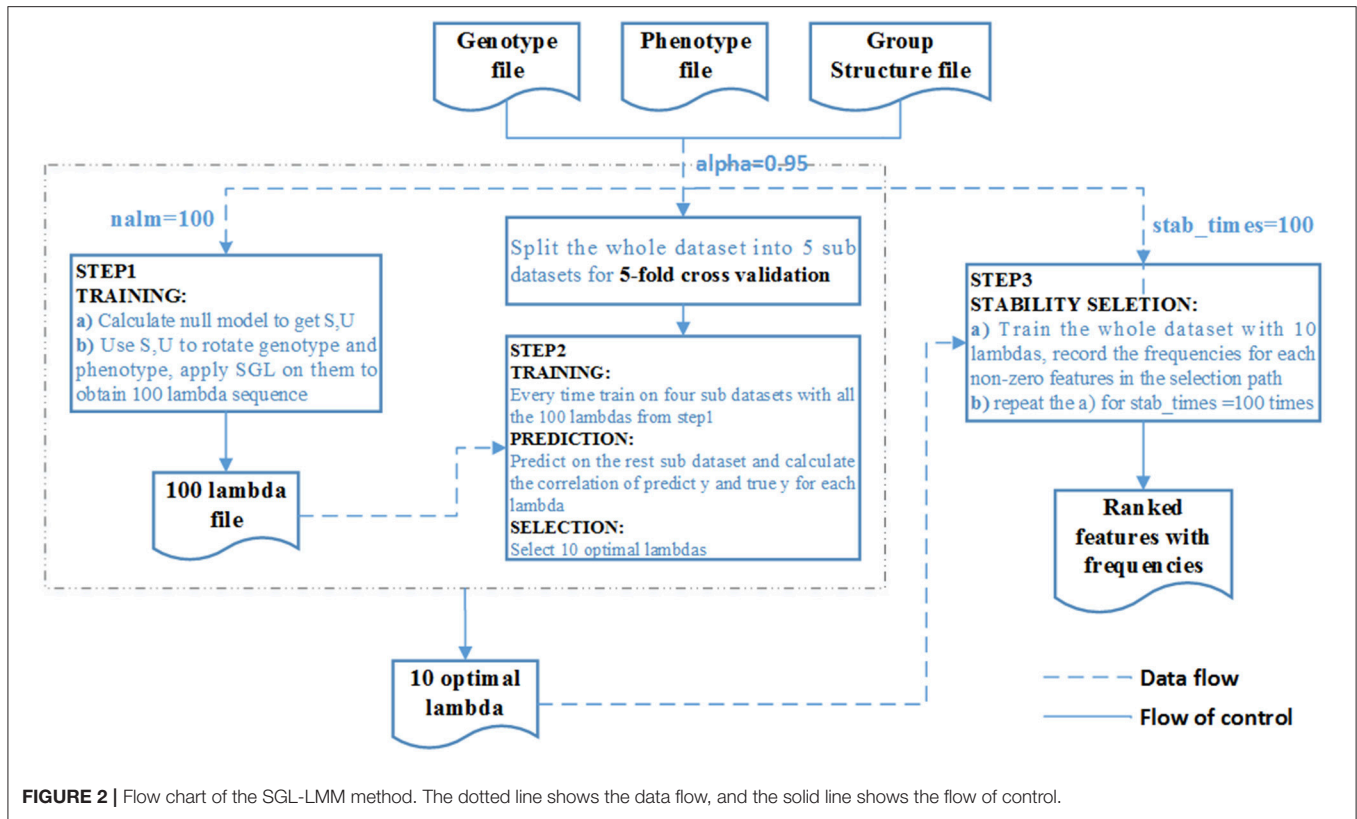 Genotype
file
Phenotype
file
Group
Structure file
alpha=0.95
nalm=100
stab_times=100
STEP1
TRAINING:
a) Calculate null model to get S,U
b) Use S,U to rotate genotype and
phenotype, apply SGL on them to
obtain 100 lambda sequence
Split the whole dataset into 5 sub
datasets for 5-fold cross validation
STEP2
TRAINING:
Every time train on four sub datasets with all
the 100 lambdas from step1
PREDICTION:
Predict on the rest sub dataset and calculate
the correlation of predict y and true y for each
lambda
SELECTION:
Select 10 optimal lambdas
STEP3
STABILITY SELETION:
a) Train the whole dataset with 10
lambdas, record the frequencies for each
non-zero features in the selection path
b) repeat the a) for stab_times =100 times
100 lambda
file
Ranked
features with
frequencies
10 optimal
lambda
Data flow
Flow of control
FIGURE 2 | Flow chart of the SGL-LMM method. The dotted line shows the data flow, and the solid line shows the flow of control.